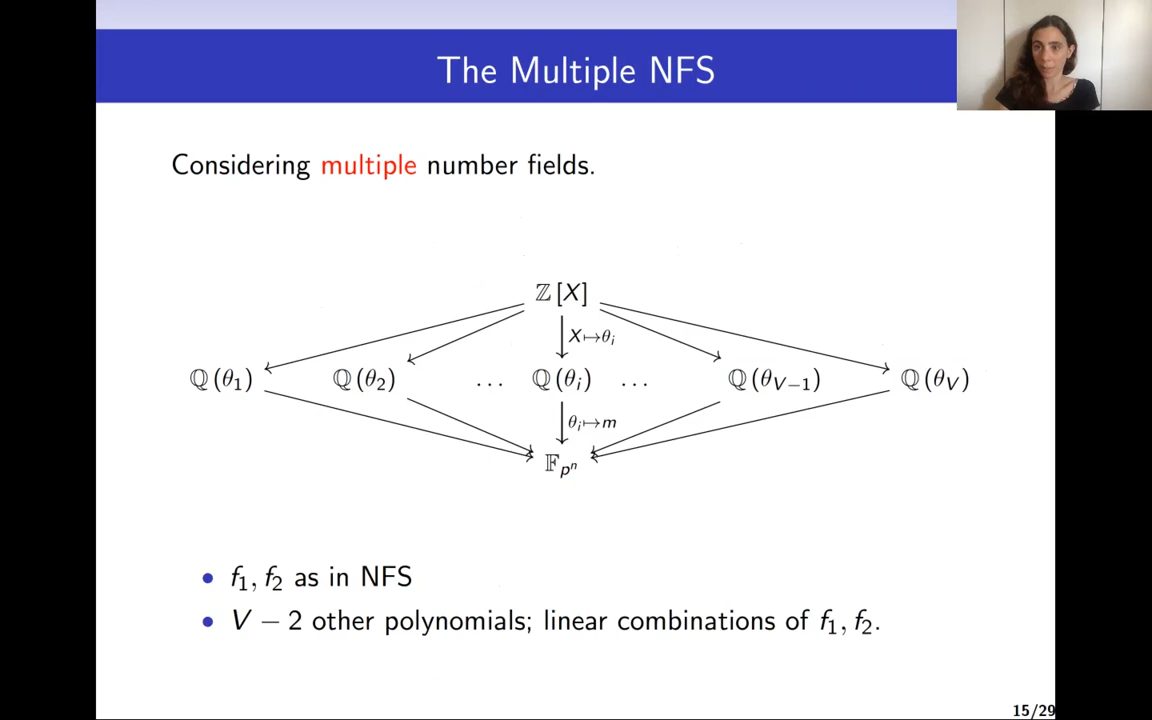 The Multiple NFS
Considering multiple number fields.
ℤ[X]
X↦θᵢ
ℚ(θ₁) ℚ(θ₂) ... ℚ(θᵢ) ... ℚ(θ_{V−1}) ℚ(θ_V)
θᵢ↦m
𝔽_{pⁿ}
• f₁, f₂ as in NFS
• V − 2 other polynomials; linear combinations of f₁, f₂.
15/29